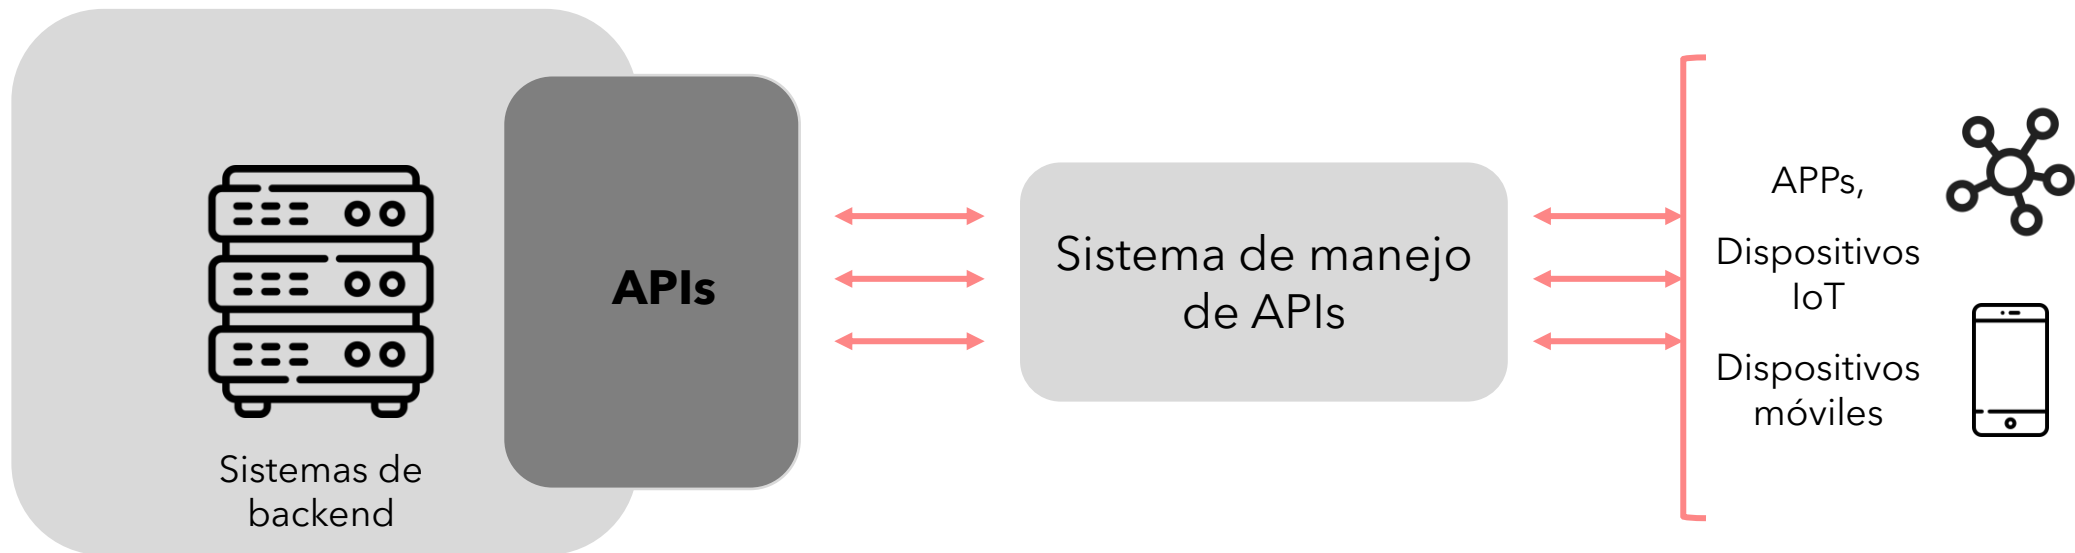 Sistemas de
backend
APIs
Sistema de manejo
de APIs
APPs,
Dispositivos
IoT
Dispositivos
móviles